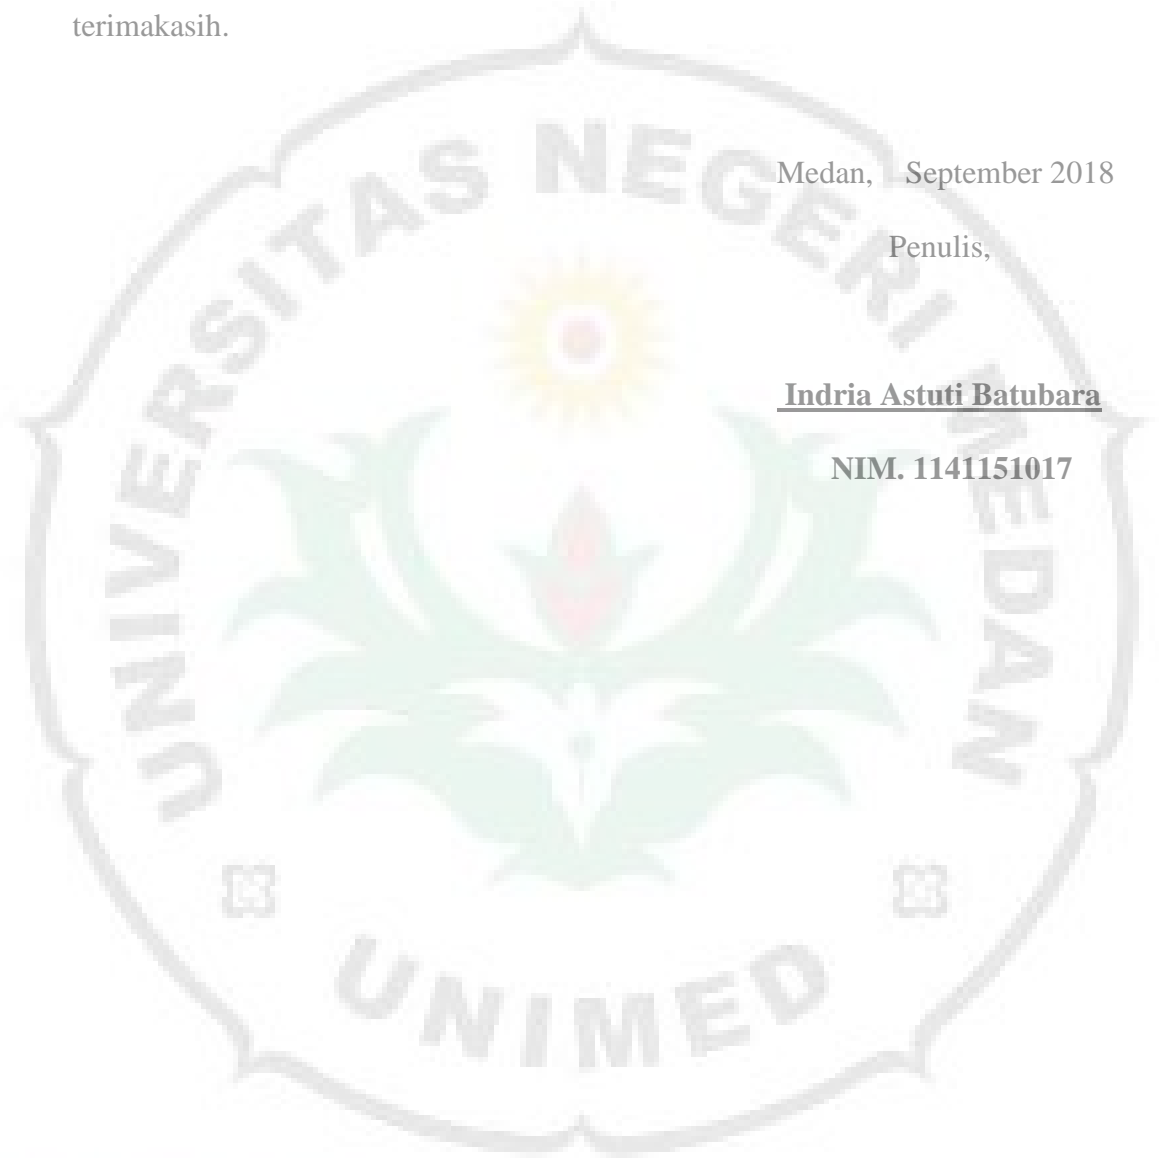 terimakasih.
UNIVERSITAS NEGERI MEDAN
Medan, September 2018
Penulis,
Indria Astuti Batubara
NIM. 1141151017
UNIMED